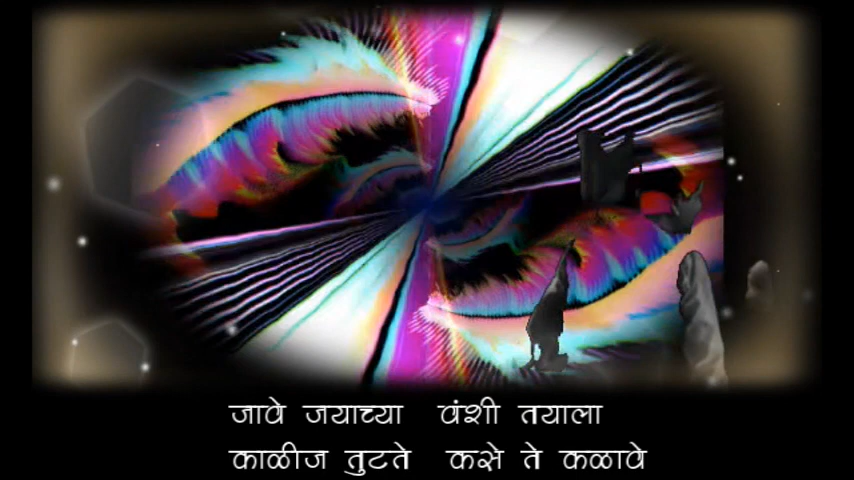 जावे जयाच्या वंशी तयाला
काळीज तुटते कसे ते कळावे